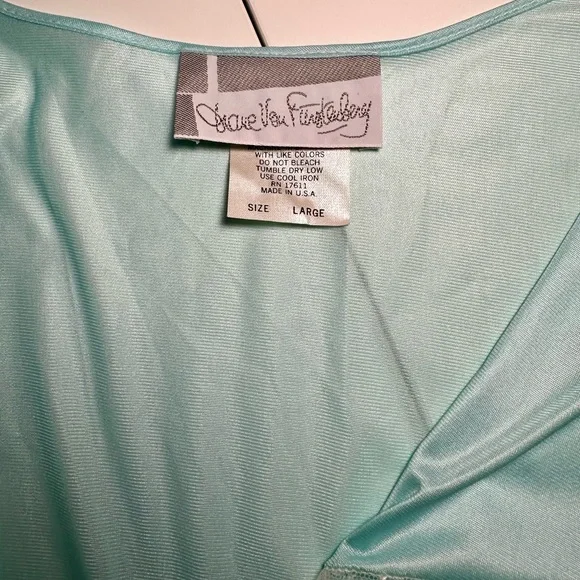 Diane Von Furstenberg
WITH LIKE COLORS
DO NOT BLEACH
TUMBLE DRY LOW
USE COOL IRON
RN 17611
MADE IN U.S.A.
SIZE LARGE